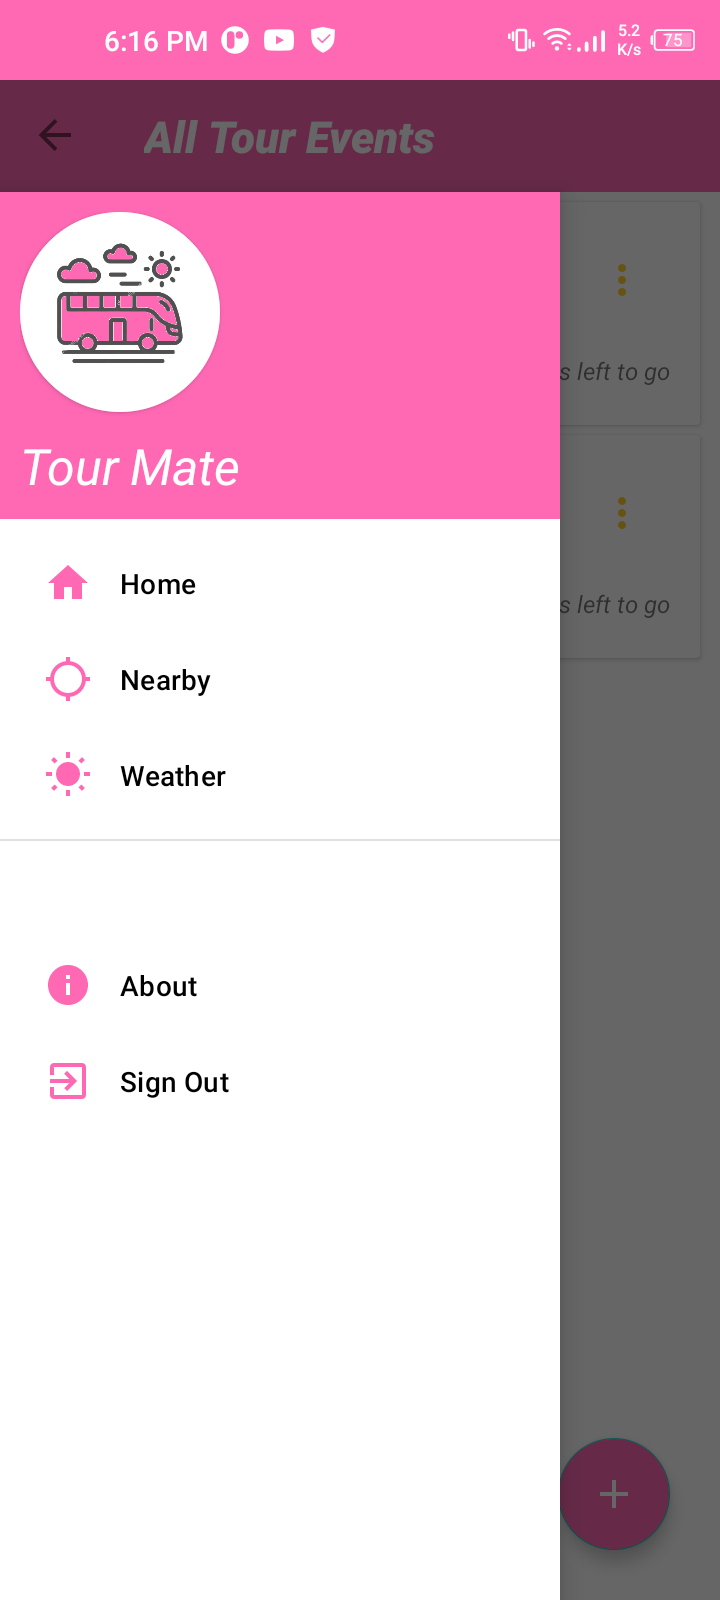 6:16 PM
5.2
K/s
75
All Tour Events
Tour Mate
s left to go
s left to go
Home
Nearby
Weather
About
Sign Out